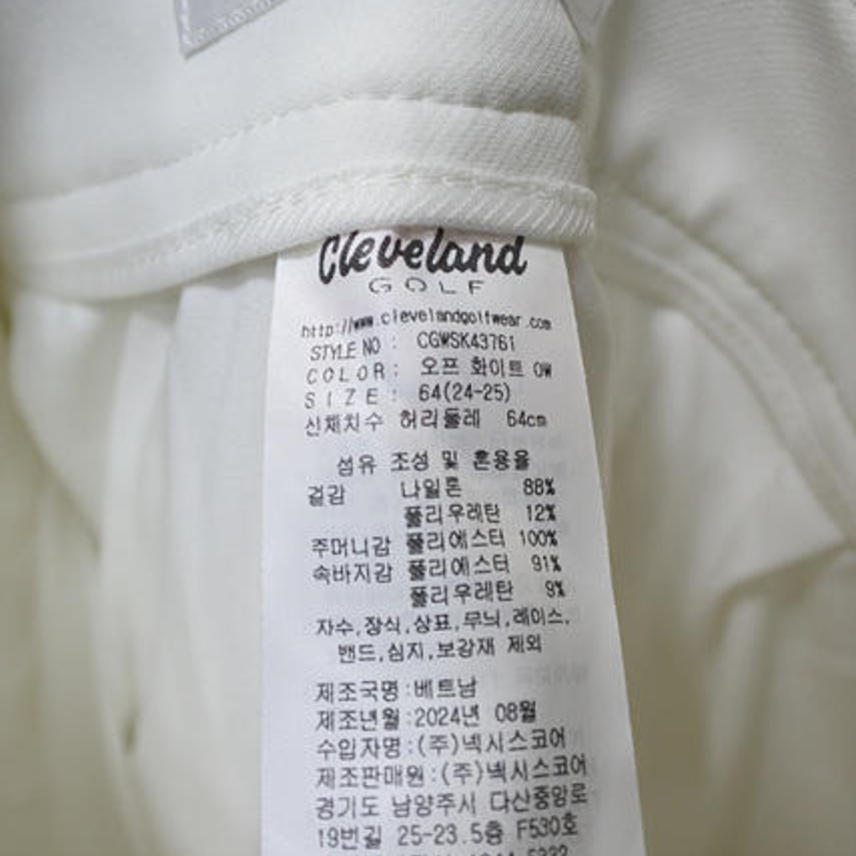 Cleveland
GOLF
http://www.clevelandgolfwear.com
STYLE NO : CGWSK43761
COLOR : 오프 화이트 OW
SIZE : 64(24-25)
신체치수 허리둘레 64cm
섬유 조성 및 혼용율
겉감 나일론 88%
폴리우레탄 12%
주머니감 폴리에스터 100%
속바지감 폴리에스터 91%
폴리우레탄 9%
자수,장식,상표,무늬,레이스,
밴드,심지,보강재 제외
제조국명:베트남
제조년월:2024년 08월
수입자명:(주)넥시스코어
제조판매원:(주)넥시스코어
경기도 남양주시 다산중앙로
19번길 25-23.5층 F530호